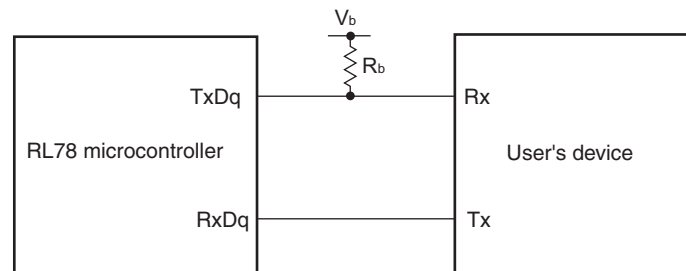 Vb
Rb
TxDq
Rx
RL78 microcontroller
User's device
RxDq
Tx